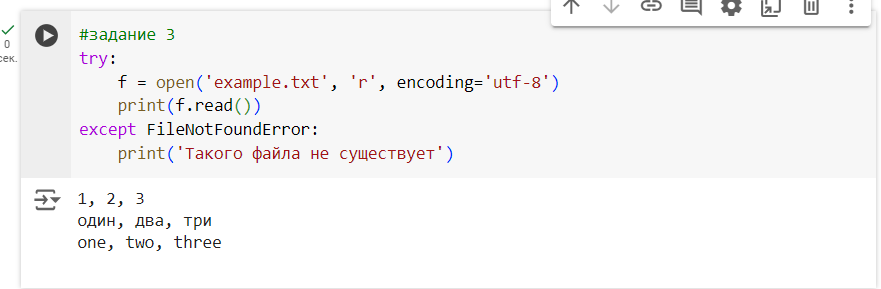 0
сек.
#задание 3
try:
    f = open('example.txt', 'r', encoding='utf-8')
    print(f.read())
except FileNotFoundError:
    print('Такого файла не существует')
1, 2, 3
один, два, три
one, two, three